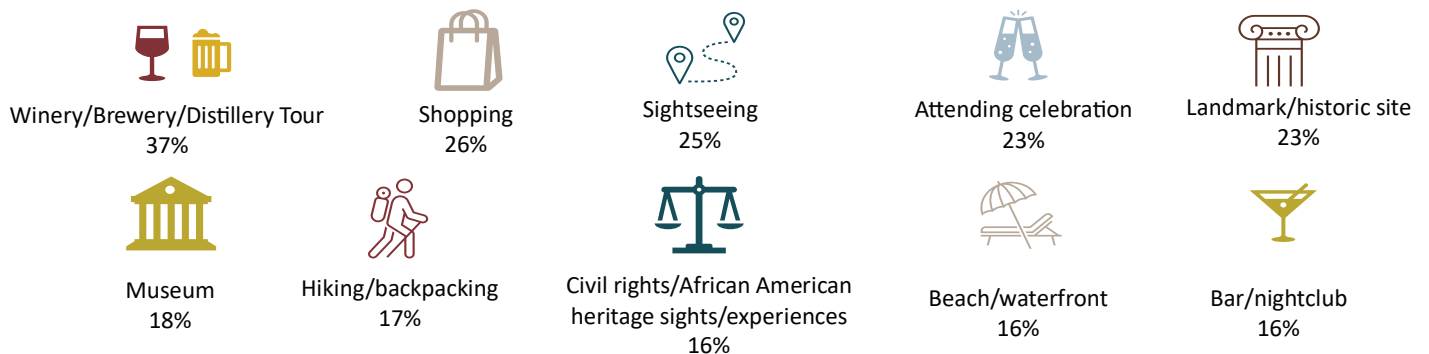 Winery/Brewery/Distillery Tour
37%
Shopping
26%
Sightseeing
25%
Attending celebration
23%
Landmark/historic site
23%
Museum
18%
Hiking/backpacking
17%
Civil rights/African American
heritage sights/experiences
16%
Beach/waterfront
16%
Bar/nightclub
16%